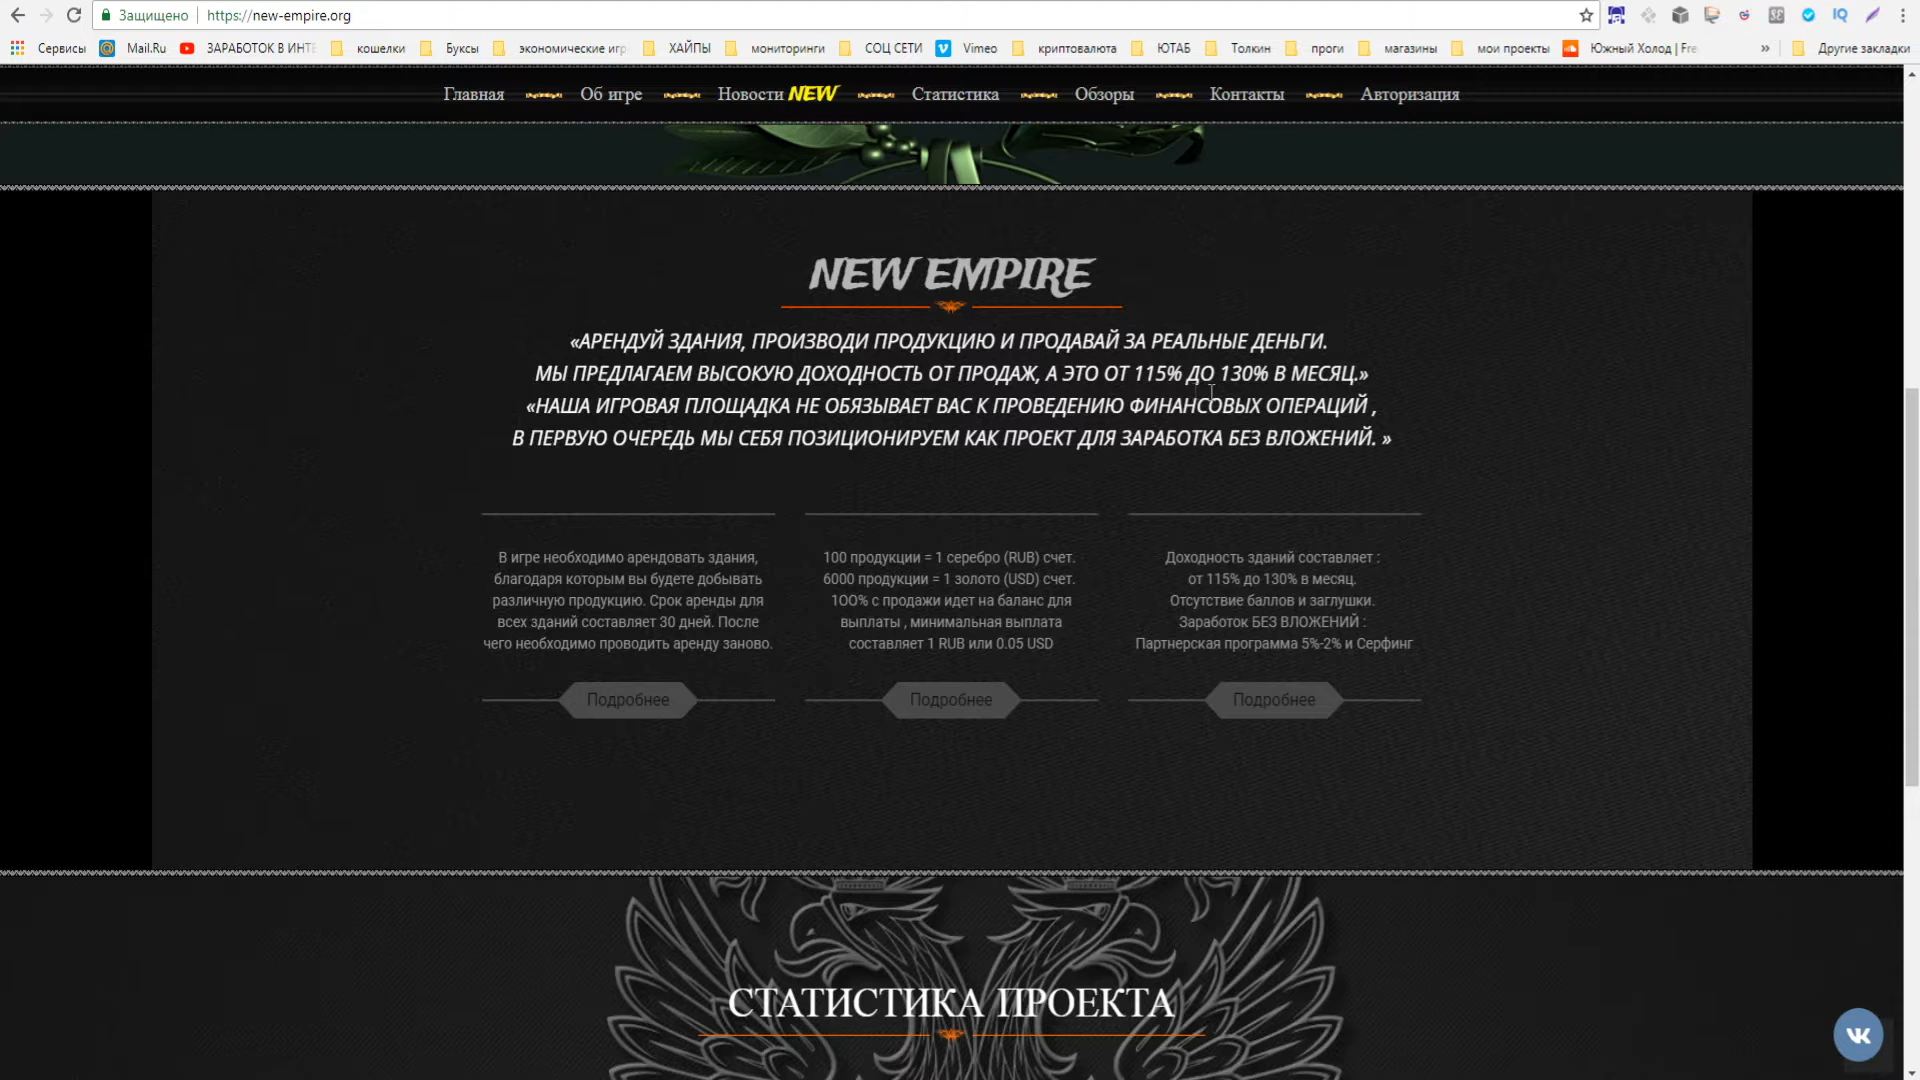 Защищено https://new-empire.org
Сервисы Mail.Ru ЗАРАБОТОК В ИНТЕ кошелки Буксы экономические игр ХАЙПЫ мониторинги СОЦ СЕТИ Vimeo криптовалюта ЮТАБ Толкин проги магазины мои проекты Южный Холод | Fre » Другие закладки
Главная Об игре Новости NEW Статистика Обзоры Контакты Авторизация
NEW EMPIRE
«АРЕНДУЙ ЗДАНИЯ, ПРОИЗВОДИ ПРОДУКЦИЮ И ПРОДАВАЙ ЗА РЕАЛЬНЫЕ ДЕНЬГИ.
МЫ ПРЕДЛАГАЕМ ВЫСОКУЮ ДОХОДНОСТЬ ОТ ПРОДАЖ, А ЭТО ОТ 115% ДО 130% В МЕСЯЦ.»
«НАША ИГРОВАЯ ПЛОЩАДКА НЕ ОБЯЗЫВАЕТ ВАС К ПРОВЕДЕНИЮ ФИНАНСОВЫХ ОПЕРАЦИЙ ,
В ПЕРВУЮ ОЧЕРЕДЬ МЫ СЕБЯ ПОЗИЦИОНИРУЕМ КАК ПРОЕКТ ДЛЯ ЗАРАБОТКА БЕЗ ВЛОЖЕНИЙ. »
В игре необходимо арендовать здания,
благодаря которым вы будете добывать
различную продукцию. Срок аренды для
всех зданий составляет 30 дней. После
чего необходимо проводить аренду заново.
Подробнее
100 продукции = 1 серебро (RUB) счет.
6000 продукции = 1 золото (USD) счет.
1OO% с продажи идет на баланс для
выплаты , минимальная выплата
составляет 1 RUB или 0.05 USD
Подробнее
Доходность зданий составляет :
от 115% до 130% в месяц.
Отсутствие баллов и заглушки.
Заработок БЕЗ ВЛОЖЕНИЙ :
Партнерская программа 5%-2% и Серфинг
Подробнее
СТАТИСТИКА ПРОЕКТА